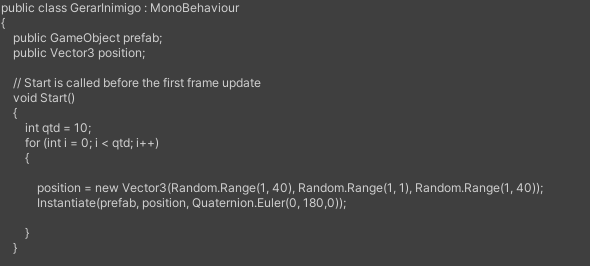 public class GerarInimigo : MonoBehaviour
{
    public GameObject prefab;
    public Vector3 position;

    // Start is called before the first frame update
    void Start()
    {
        int qtd = 10;
        for (int i = 0; i < qtd; i++)
        {

            position = new Vector3(Random.Range(1, 40), Random.Range(1, 1), Random.Range(1, 40));
            Instantiate(prefab, position, Quaternion.Euler(0, 180,0));

        }
    }